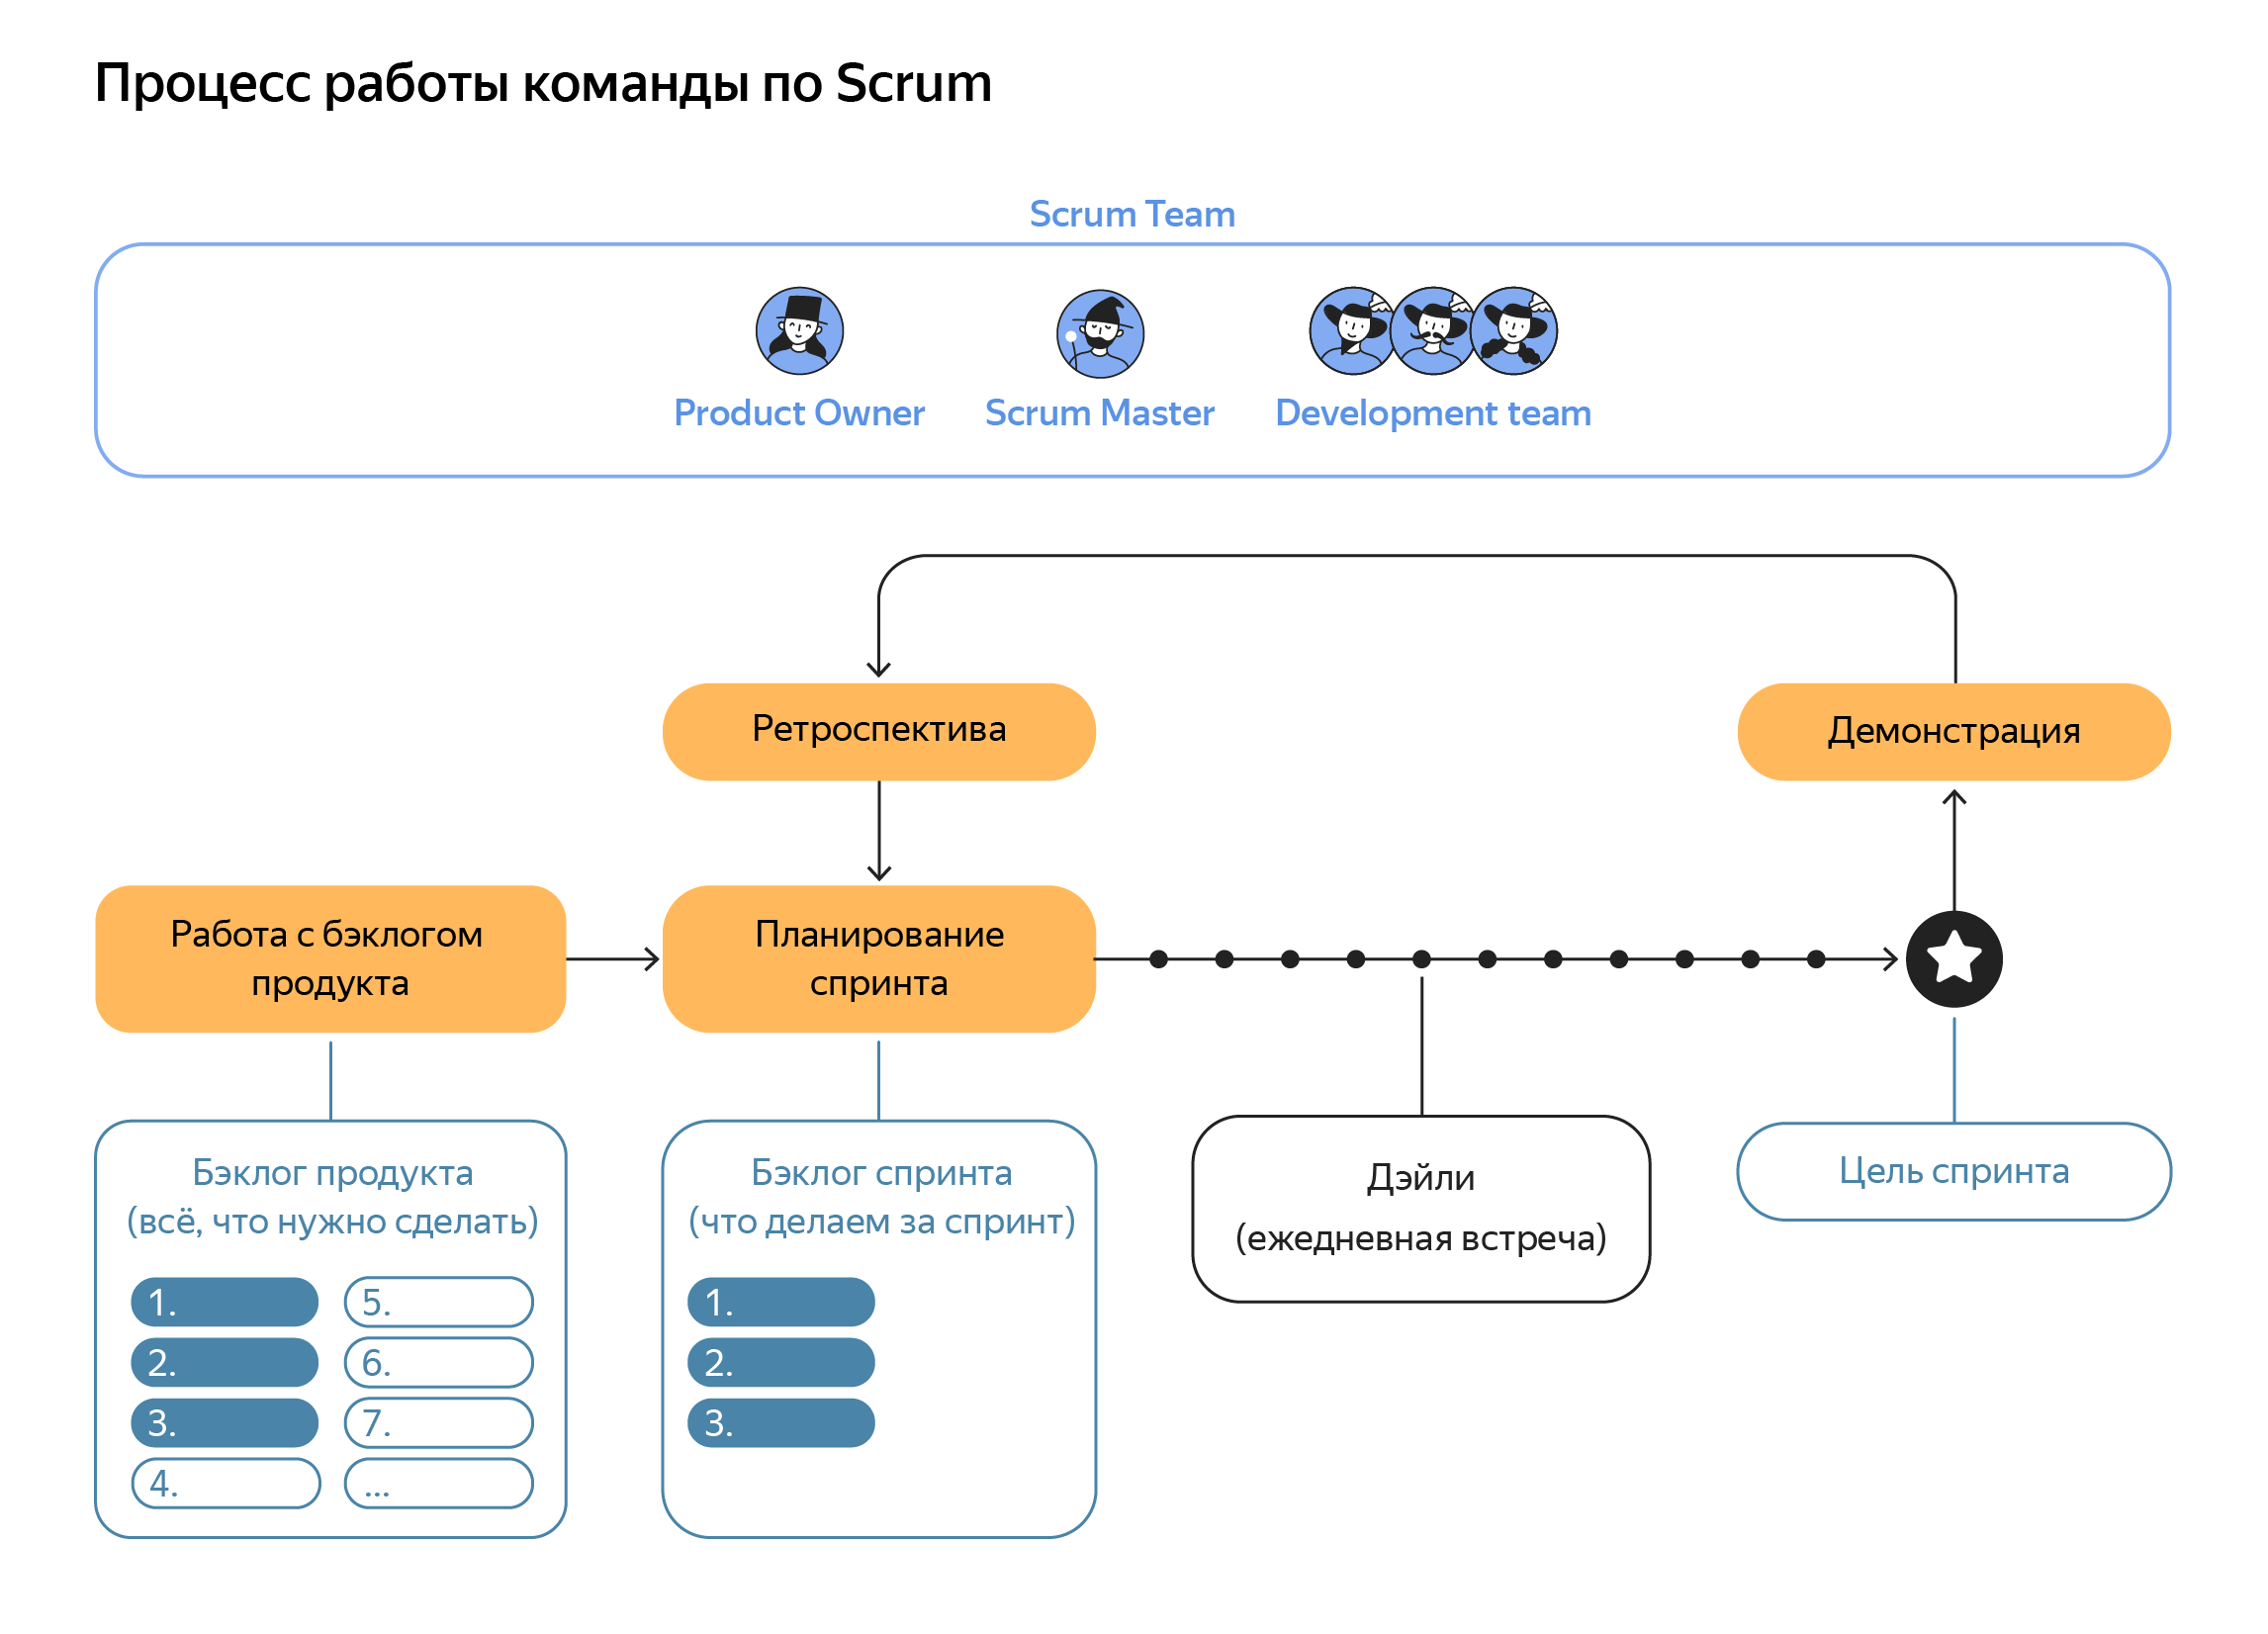 Процесс работы команды по Scrum
Scrum Team
Product Owner
Scrum Master
Development team
Ретроспектива
Демонстрация
Работа с бэклогом
продукта
Планирование
спринта
Бэклог продукта
(всё, что нужно сделать)
1.
2.
3.
4.
5.
6.
7.
...
Бэклог спринта
(что делаем за спринт)
1.
2.
3.
Дэйли
(ежедневная встреча)
Цель спринта